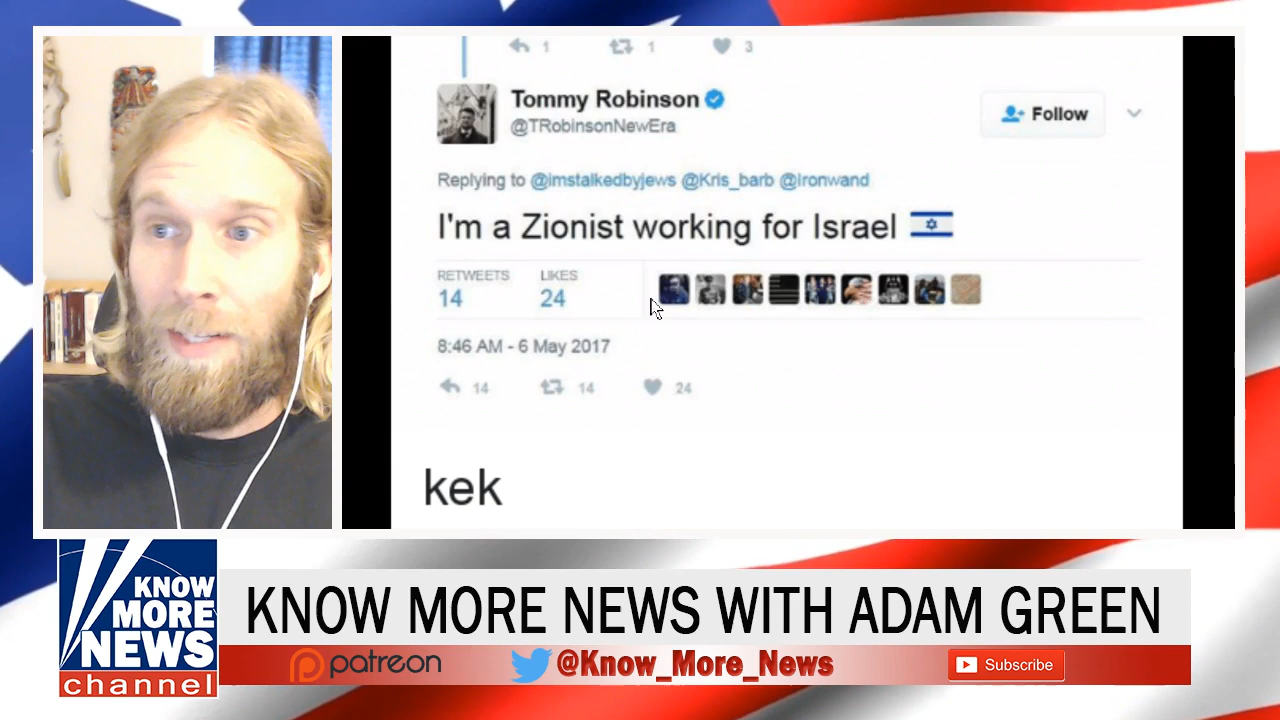 1 1 3
Tommy Robinson
@TRobinsonNewEra
Follow
Replying to @imstalkedbyjews @Kris_barb @Ironwand
I'm a Zionist working for Israel
RETWEETS LIKES
14 24
8:46 AM - 6 May 2017
14 14 24
kek
KNOW
MORE
NEWS
channel
KNOW MORE NEWS WITH ADAM GREEN
patreon @Know_More_News Subscribe